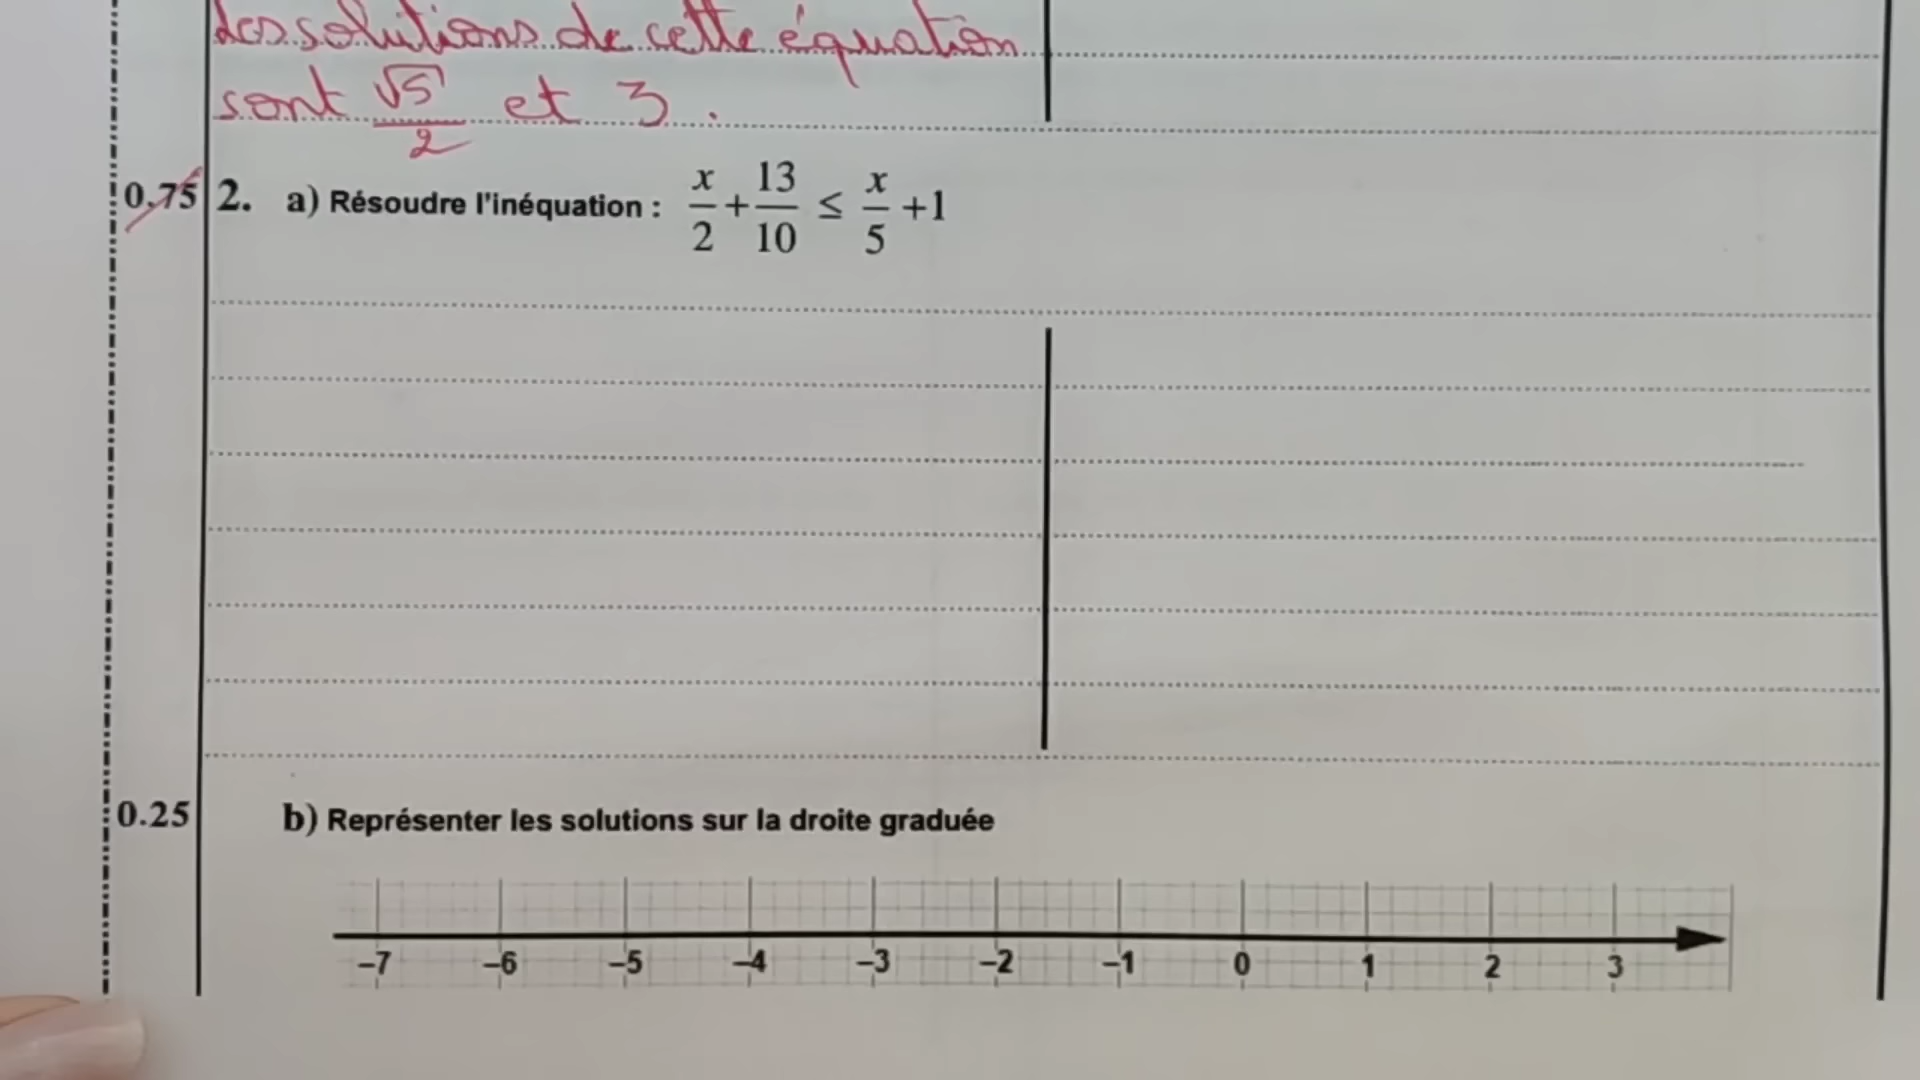 Les solutions de cette équation
sont √5/2 et 3.
0.75 2. a) Résoudre l'inéquation : x/2 + 13/10 ≤ x/5 + 1
0.25 b) Représenter les solutions sur la droite graduée
–7 –6 –5 –4 –3 –2 –1 0 1 2 3